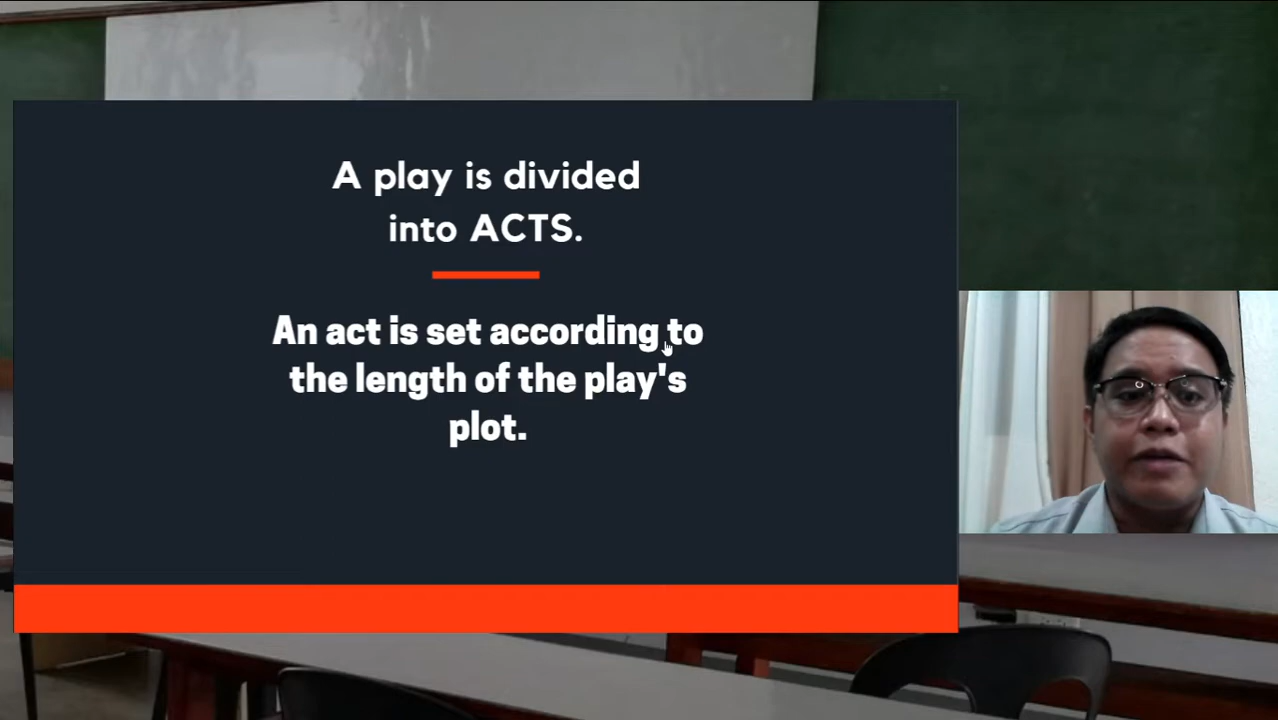 A play is divided
into ACTS.
An act is set according to
the length of the play's
plot.